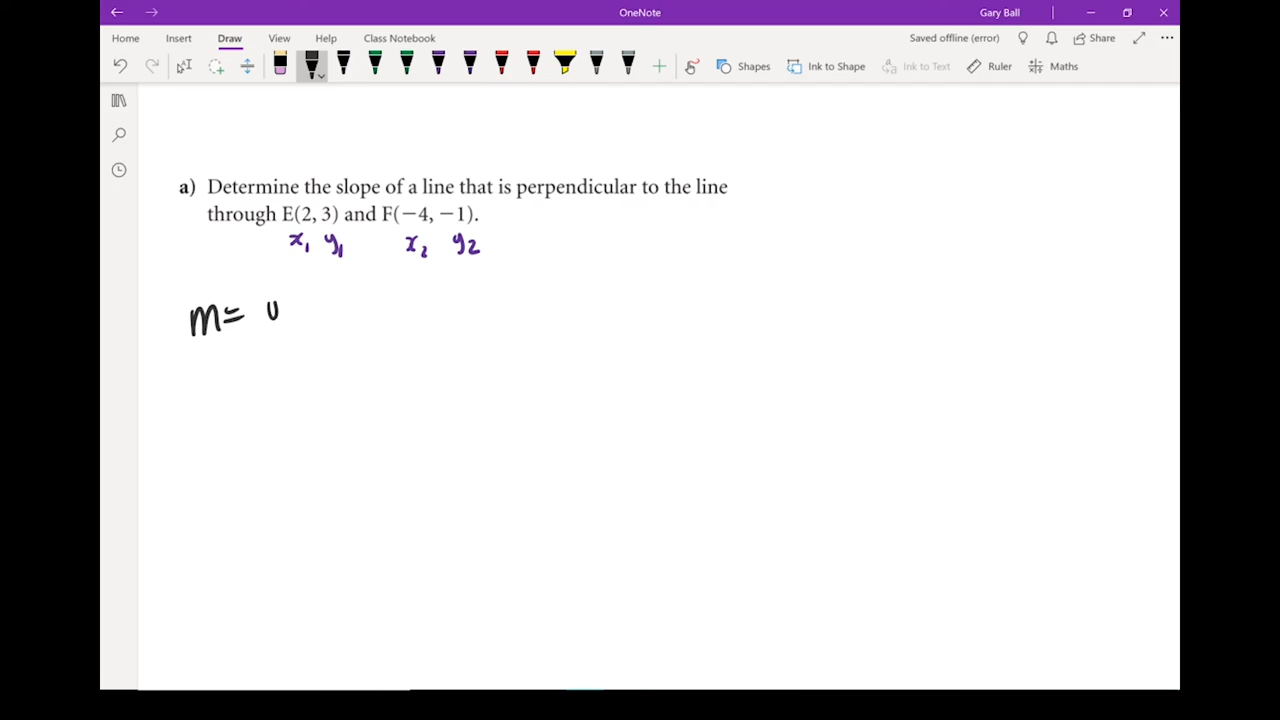 OneNote
Gary Ball
Home Insert Draw View Help Class Notebook
Saved offline (error)
Share
Shapes
Ink to Shape
Ink to Text
Ruler
Maths
a) Determine the slope of a line that is perpendicular to the line
through E(2, 3) and F(−4, −1).
x₁ y₁ x₂ y₂
m=